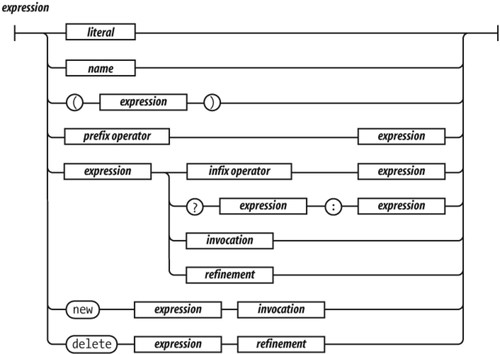 expression
literal
name
( expression )
prefix operator expression
expression infix operator expression
? expression : expression
invocation
refinement
new expression invocation
delete expression refinement